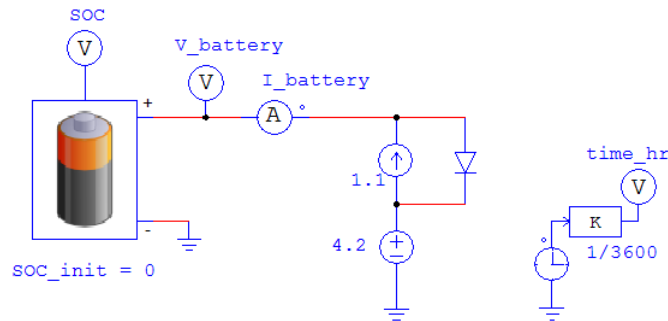 SOC
V
V_battery
V
I_battery
A
+
-
SOC_init = 0
1.1
4.2
+
time_hr
V
K
1/3600